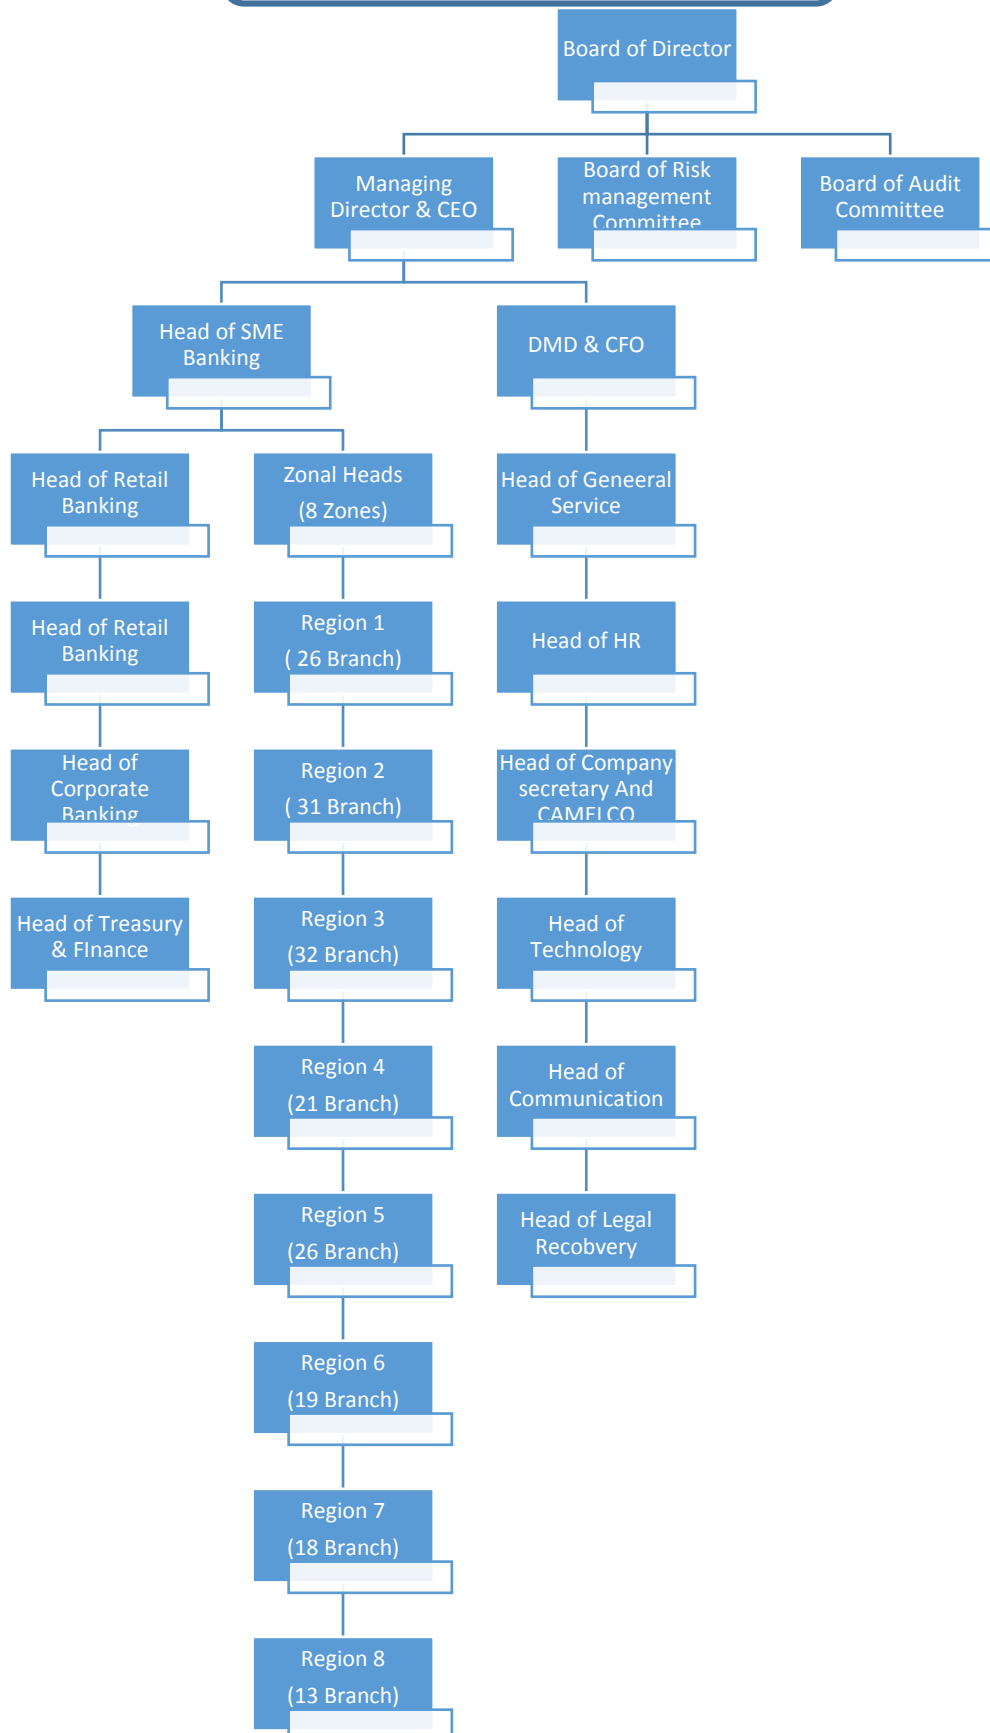 Board of Director
Managing
Director & CEO
Board of Risk
management
Committee
Board of Audit
Committee
Head of SME
Banking
DMD & CFO
Head of Retail
Banking
Zonal Heads
(8 Zones)
Head of Geneeral
Service
Head of Retail
Banking
Region 1
( 26 Branch)
Head of HR
Head of
Corporate
Banking
Region 2
( 31 Branch)
Head of Company
secretary And
CAMELCO
Head of Treasury
& FInance
Region 3
(32 Branch)
Head of
Technology
Region 4
(21 Branch)
Head of
Communication
Region 5
(26 Branch)
Head of Legal
Recobvery
Region 6
(19 Branch)
Region 7
(18 Branch)
Region 8
(13 Branch)